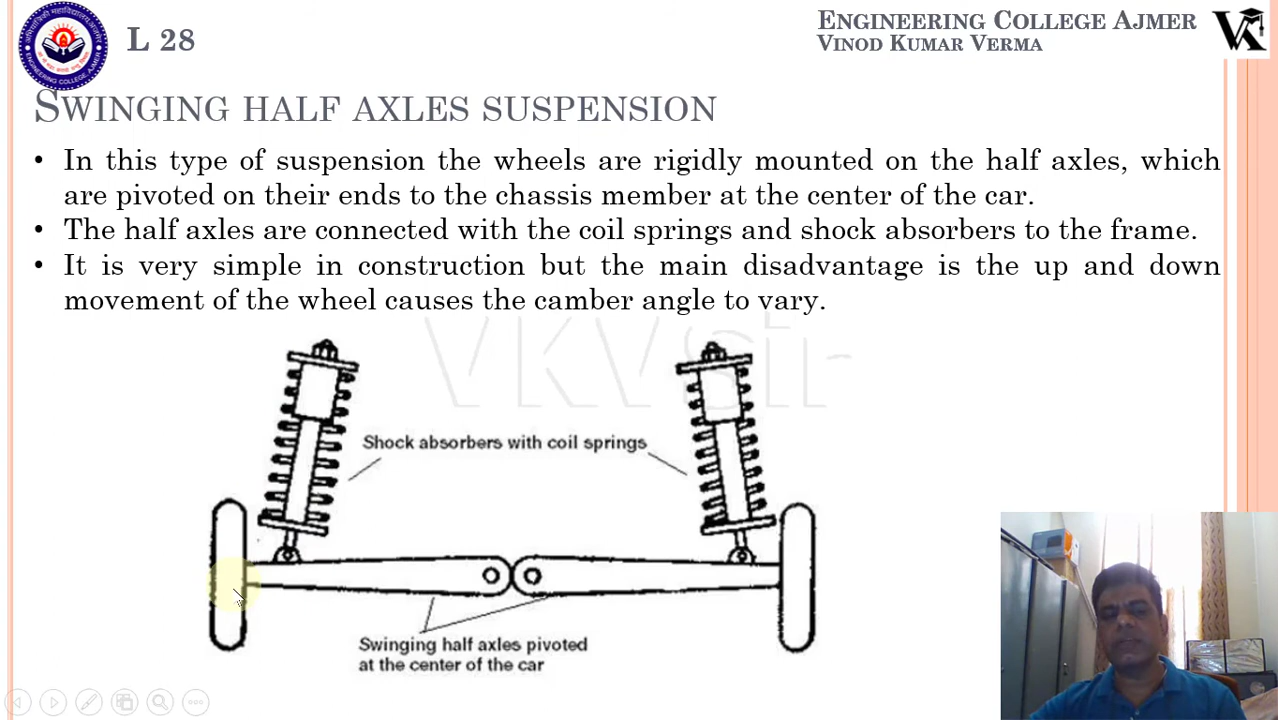 L 28
ENGINEERING COLLEGE AJMER
VINOD KUMAR VERMA
SWINGING HALF AXLES SUSPENSION
• In this type of suspension the wheels are rigidly mounted on the half axles, which
are pivoted on their ends to the chassis member at the center of the car.
• The half axles are connected with the coil springs and shock absorbers to the frame.
• It is very simple in construction but the main disadvantage is the up and down
movement of the wheel causes the camber angle to vary.
VKVSir
Shock absorbers with coil springs
Swinging half axles pivoted
at the center of the car